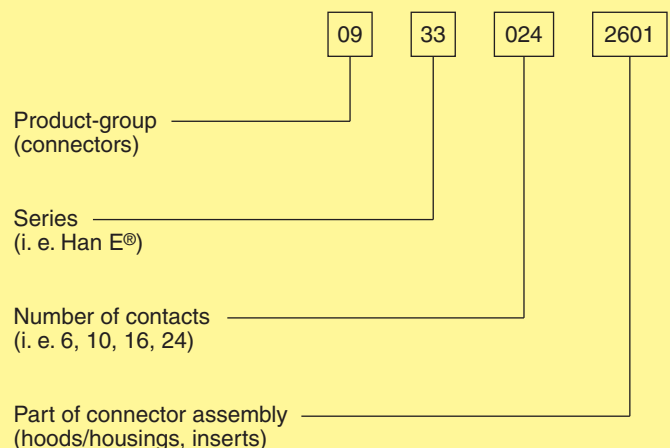 09 33 024 2601
Product-group
(connectors)
Series
(i. e. Han E®)
Number of contacts
(i. e. 6, 10, 16, 24)
Part of connector assembly
(hoods/housings, inserts)